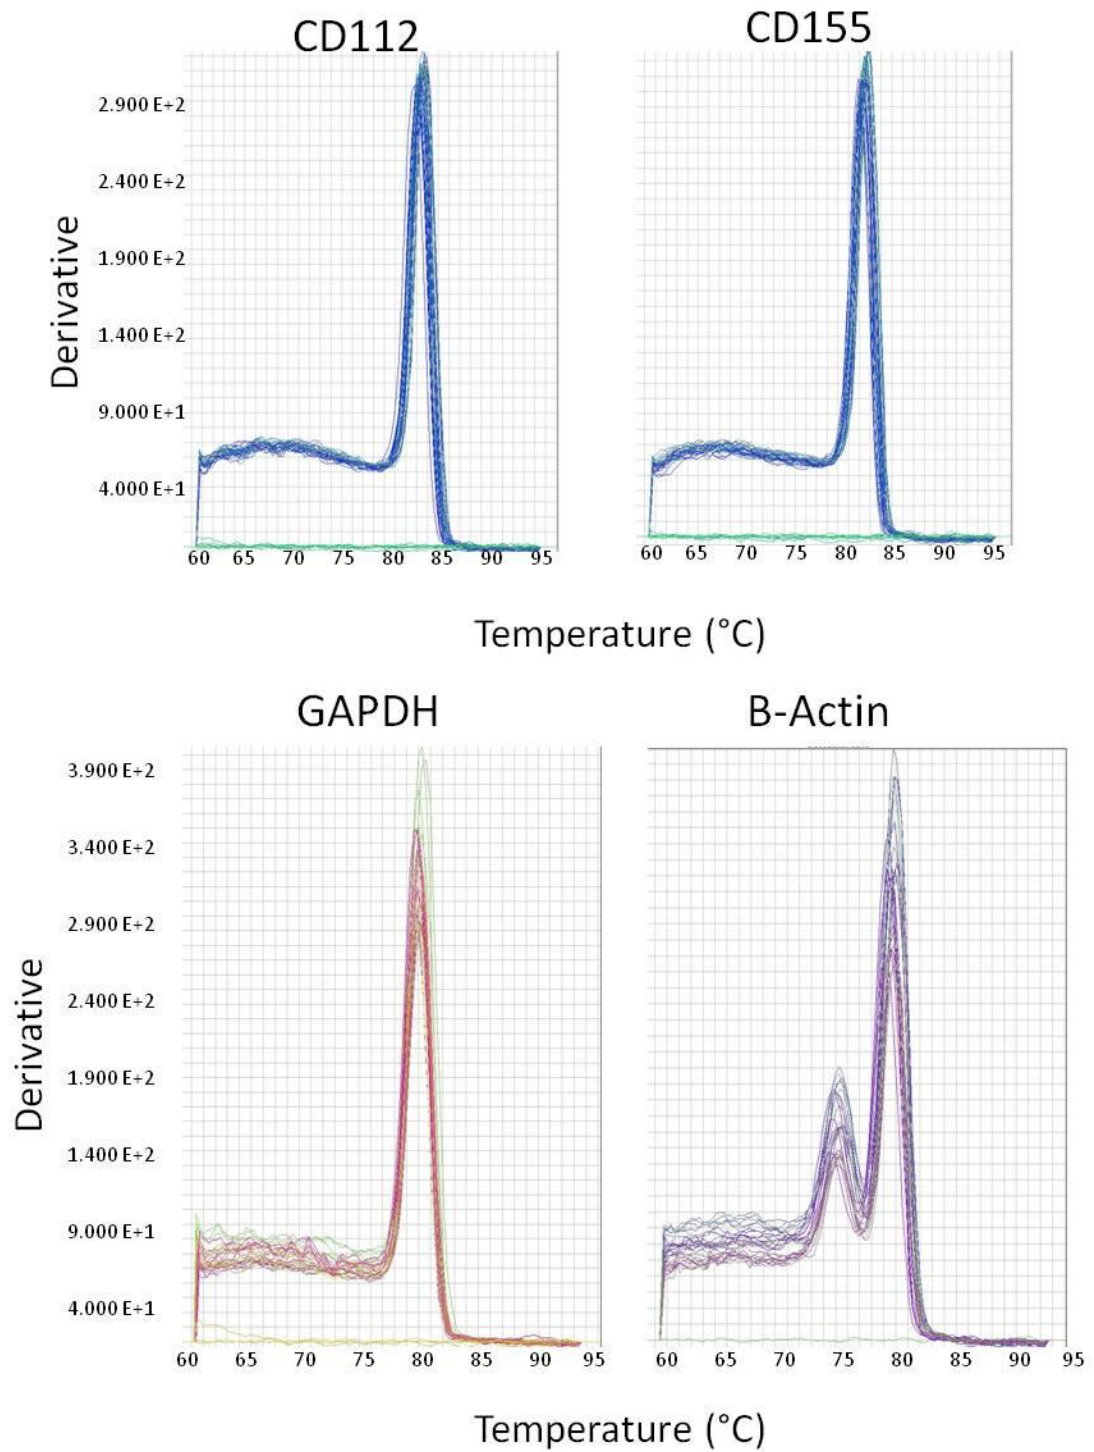 CD112
CD155
2.900 E+2
2.400 E+2
1.900 E+2
1.400 E+2
9.000 E+1
4.000 E+1
Derivative
60 65 70 75 80 85 90 95
60 65 70 75 80 85 90 95
Temperature (°C)
GAPDH
B-Actin
3.900 E+2
3.400 E+2
2.900 E+2
2.400 E+2
1.900 E+2
1.400 E+2
9.000 E+1
4.000 E+1
Derivative
60 65 70 75 80 85 90 95
60 65 70 75 80 85 90 95
Temperature (°C)